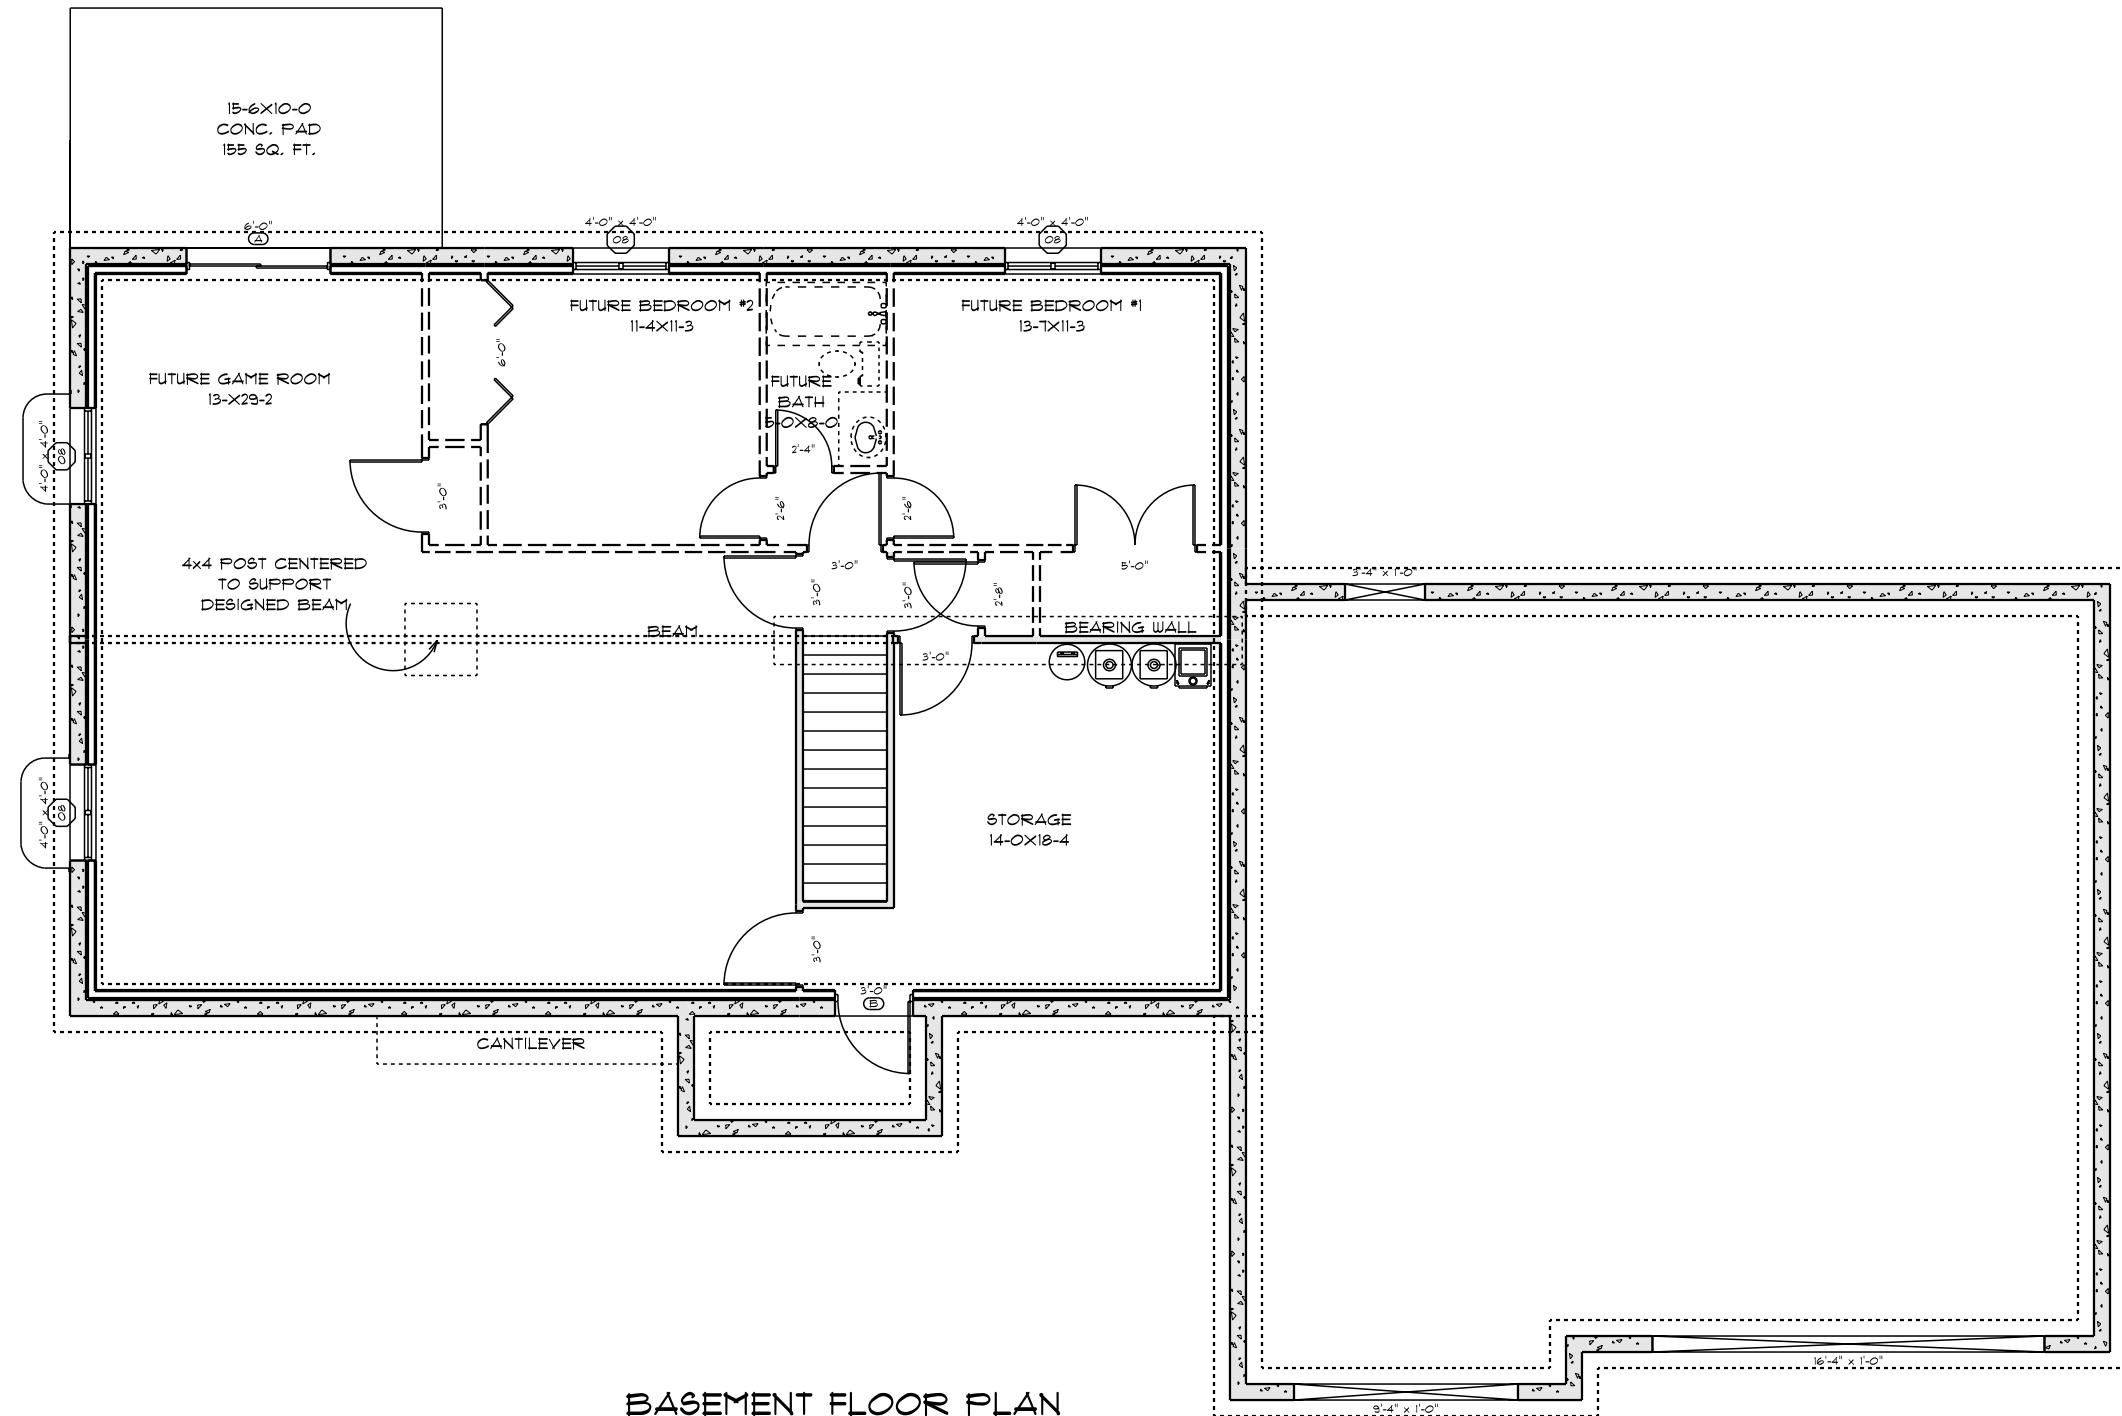 15-6X10-0
CONC. PAD
155 SQ. FT.
6'-0"
A
4'-0" x 4'-0"
08
4'-0" x 4'-0"
08
FUTURE BEDROOM #2
11-4X11-3
FUTURE BEDROOM #1
13-7X11-3
6'-0"
FUTURE GAME ROOM
13-X29-2
FUTURE
BATH
5-0X8-0
2'-4"
4'-0" x 4'-0"
08
3'-0"
2'-6"
2'-6"
4x4 POST CENTERED
TO SUPPORT
DESIGNED BEAM
3'-0"
5'-0"
3'-4" x 1'-0"
3'-0"
3'-0"
2'-8"
BEAM
BEARING WALL
3'-0"
4'-0" x 4'-0"
08
STORAGE
14-0X18-4
3'-0"
3'-0"
B
CANTILEVER
16'-4" x 1'-0"
9'-4" x 1'-0"
BASEMENT FLOOR PLAN